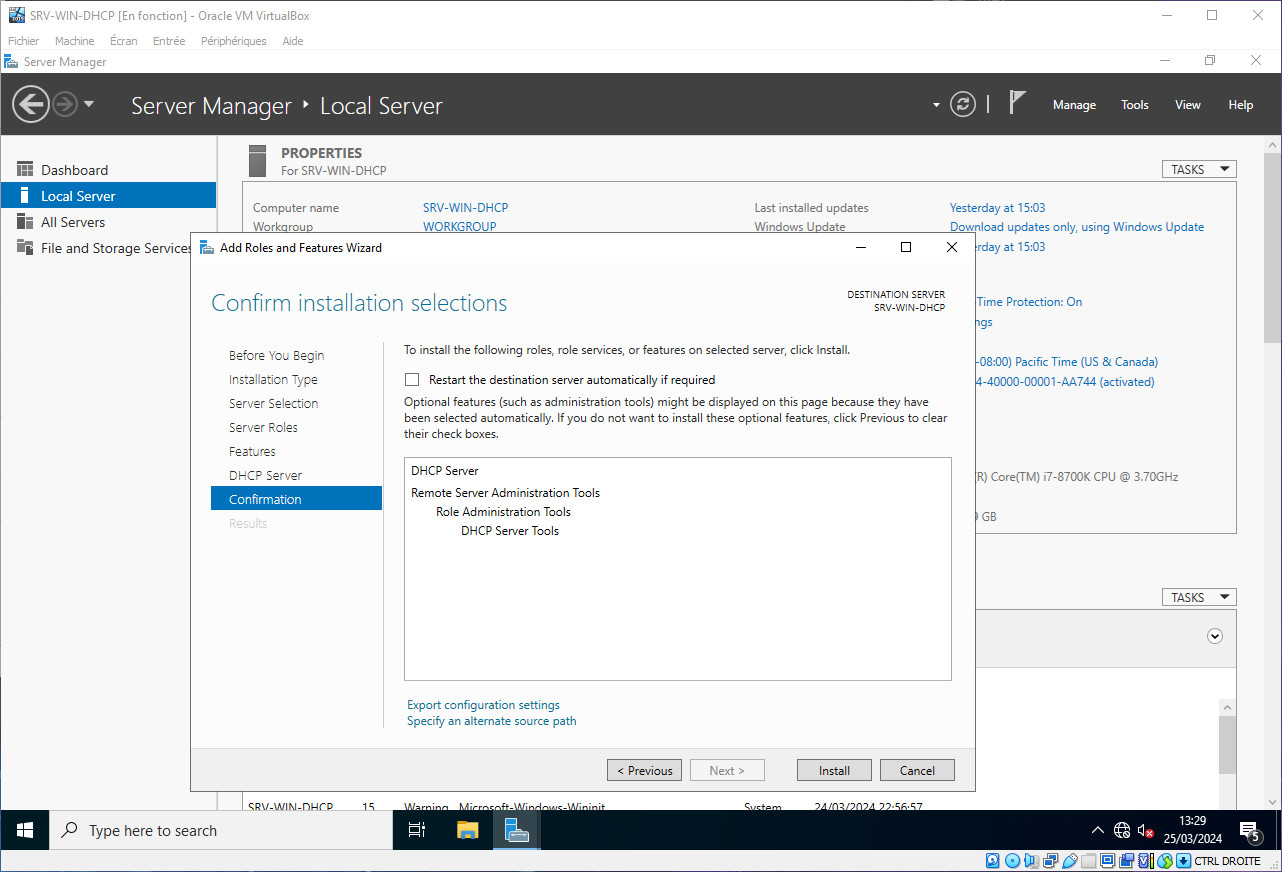 SRV-WIN-DHCP [En fonction] - Oracle VM VirtualBox
Fichier Machine Écran Entrée Périphériques Aide
Server Manager
Server Manager ‣ Local Server
Manage Tools View Help
Dashboard
Local Server
All Servers
File and Storage Services
PROPERTIES
For SRV-WIN-DHCP
TASKS
Computer name SRV-WIN-DHCP Last installed updates Yesterday at 15:03
Workgroup WORKGROUP Windows Update Download updates only, using Windows Update
rday at 15:03
-Time Protection: On
ngs
-08:00) Pacific Time (US & Canada)
4-40000-00001-AA744 (activated)
(R) Core(TM) i7-8700K CPU @ 3.70GHz
GB
TASKS
Add Roles and Features Wizard
Confirm installation selections
DESTINATION SERVER
SRV-WIN-DHCP
Before You Begin
Installation Type
Server Selection
Server Roles
Features
DHCP Server
Confirmation
Results
To install the following roles, role services, or features on selected server, click Install.
Restart the destination server automatically if required
Optional features (such as administration tools) might be displayed on this page because they have
been selected automatically. If you do not want to install these optional features, click Previous to clear
their check boxes.
DHCP Server
Remote Server Administration Tools
Role Administration Tools
DHCP Server Tools
Export configuration settings
Specify an alternate source path
< Previous Next > Install Cancel
SRV-WIN-DHCP 15 Warning Microsoft-Windows-Wininit System 24/03/2024 22:56:57
Type here to search
13:29
25/03/2024
5
CTRL DROITE